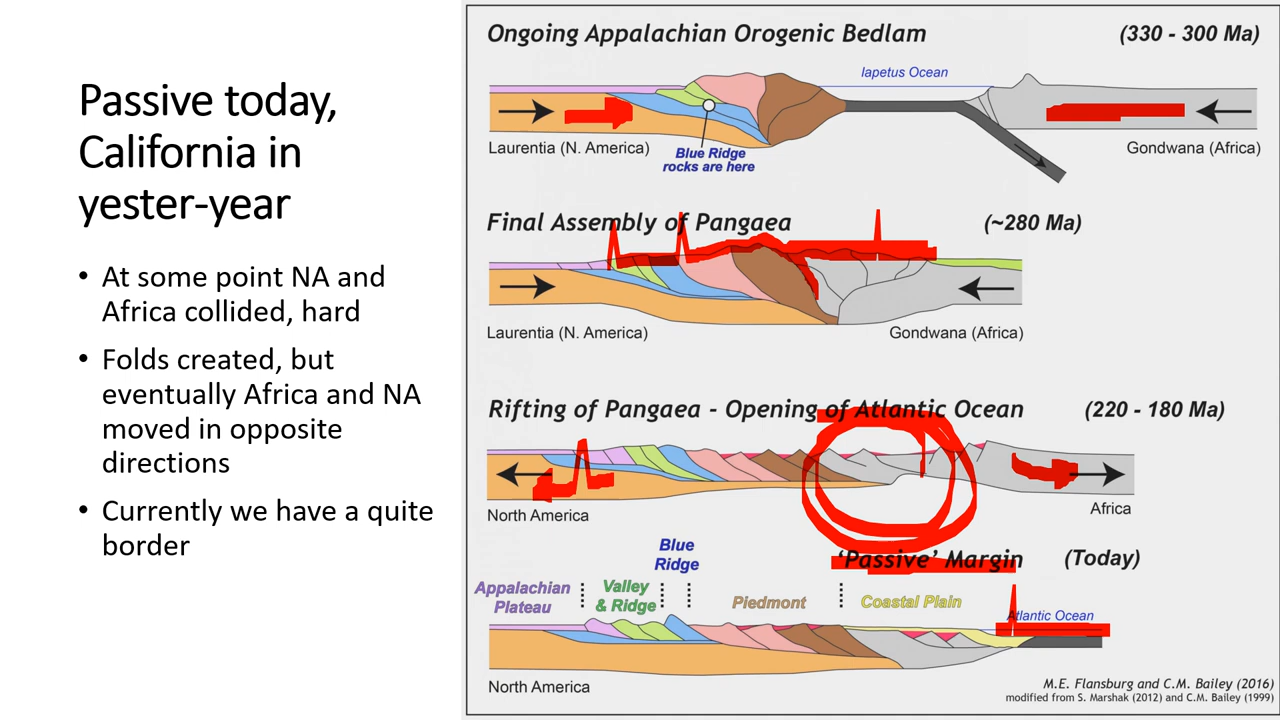 Passive today,
California in
yester-year
• At some point NA and
Africa collided, hard
• Folds created, but
eventually Africa and NA
moved in opposite
directions
• Currently we have a quite
border
Ongoing Appalachian Orogenic Bedlam (330 - 300 Ma)
Iapetus Ocean
Laurentia (N. America)
Blue Ridge
rocks are here
Gondwana (Africa)
Final Assembly of Pangaea (~280 Ma)
Laurentia (N. America)
Gondwana (Africa)
Rifting of Pangaea - Opening of Atlantic Ocean (220 - 180 Ma)
North America
Africa
‘Passive’ Margin (Today)
Blue
Ridge
Appalachian
Plateau
Valley
& Ridge
Piedmont
Coastal Plain
Atlantic Ocean
North America
M.E. Flansburg and C.M. Bailey (2016)
modified from S. Marshak (2012) and C.M. Bailey (1999)